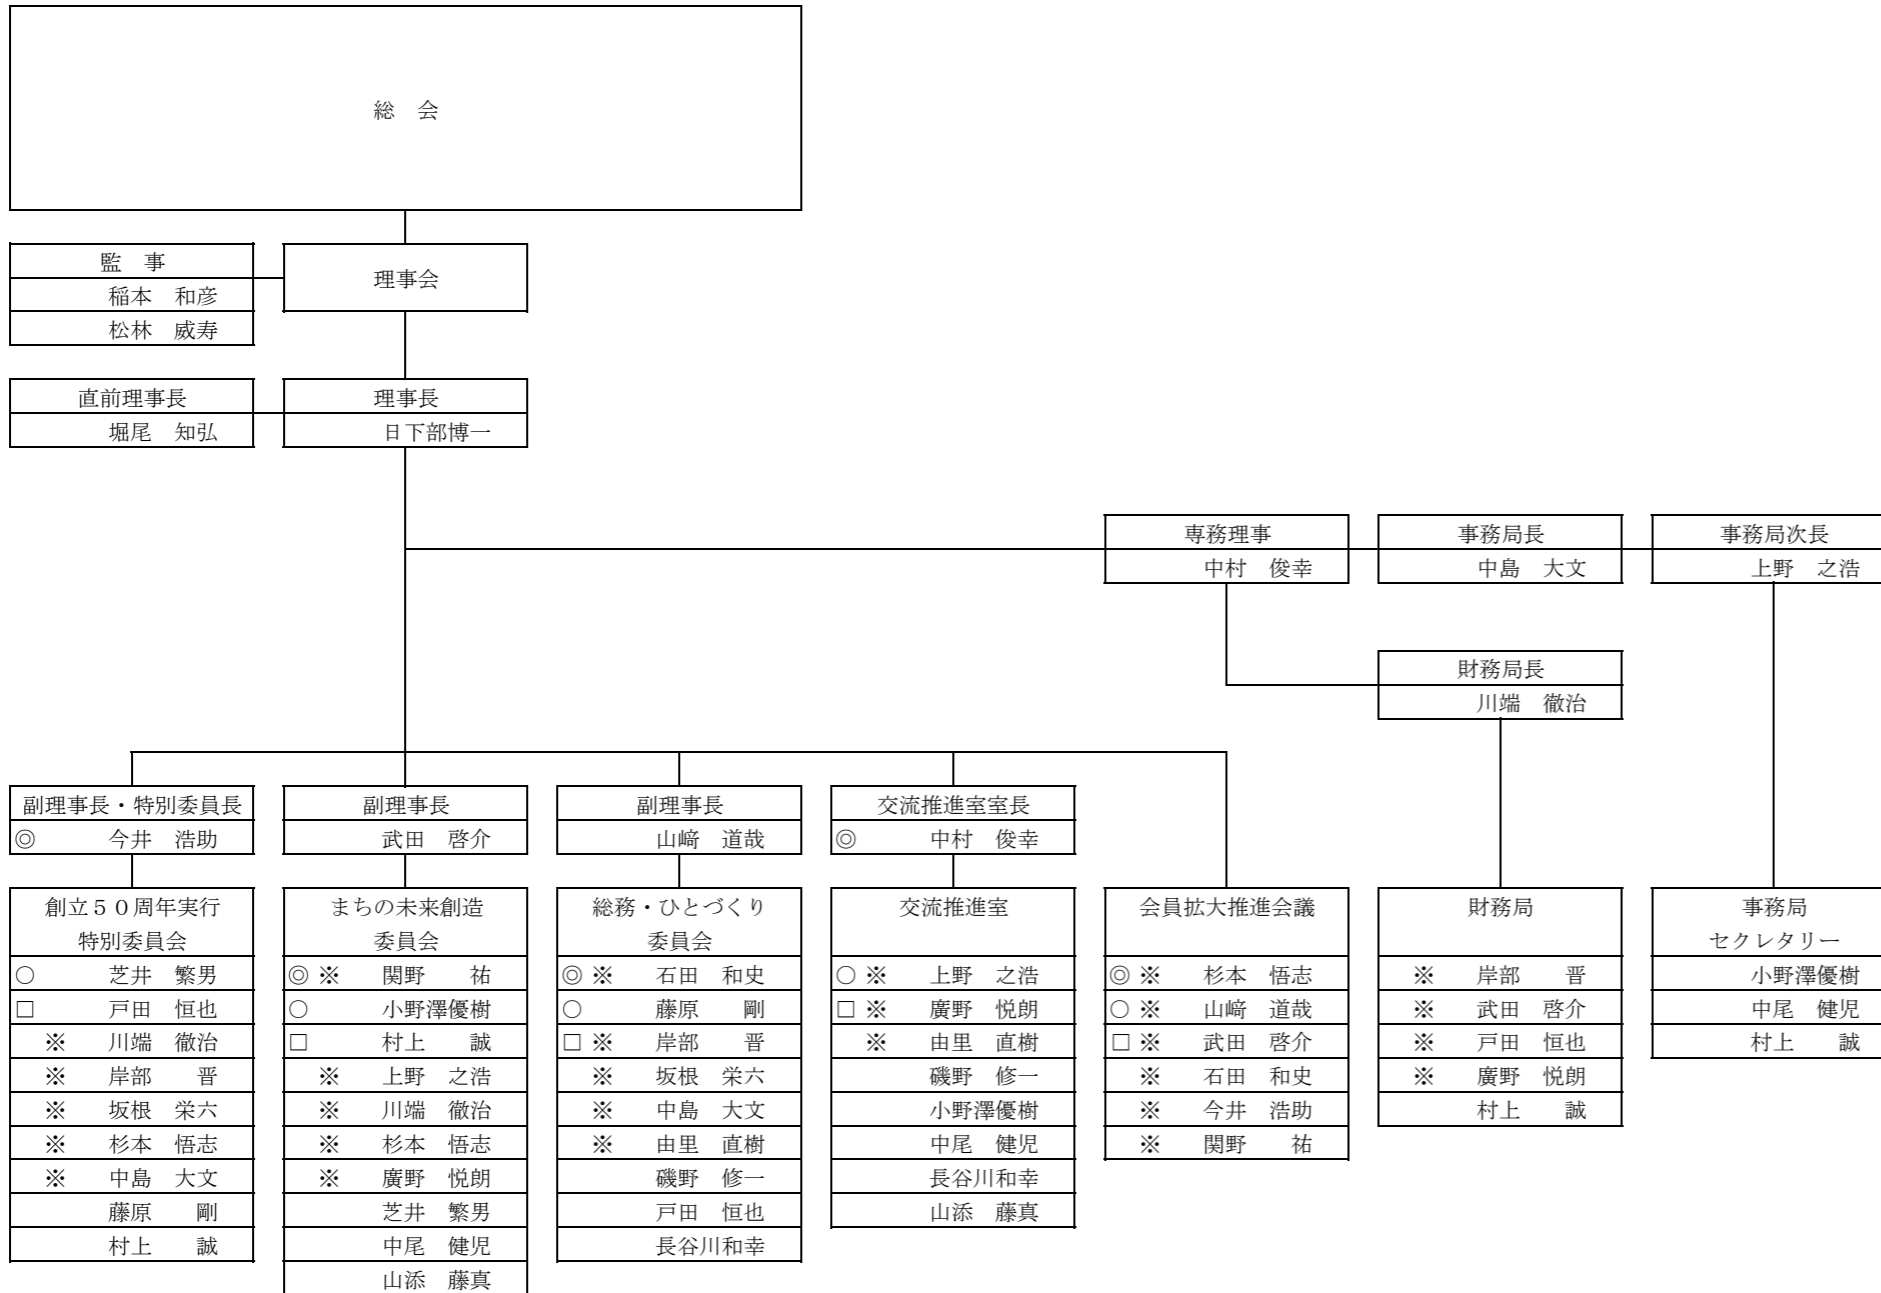 総　会
監　事
稲本　和彦
松林　威寿
理事会
直前理事長
堀尾　知弘
理事長
日下部博一
専務理事
中村　俊幸
事務局長
中島　大文
事務局次長
上野　之浩
財務局長
川端　徹治
副理事長・特別委員長
◎　今井　浩助
副理事長
武田　啓介
副理事長
山﨑　道哉
交流推進室室長
◎　中村　俊幸
創立５０周年実行
特別委員会
○　芝井　繁男
□　戸田　恒也
※　川端　徹治
※　岸部　　晋
※　坂根　栄六
※　杉本　悟志
※　中島　大文
藤原　　剛
村上　　誠
まちの未来創造
委員会
◎ ※　関野　　祐
○　小野澤優樹
□　村上　　誠
※　上野　之浩
※　川端　徹治
※　杉本　悟志
※　廣野　悦朗
芝井　繁男
中尾　健児
山添　藤真
総務・ひとづくり
委員会
◎ ※　石田　和史
○　藤原　　剛
□ ※　岸部　　晋
※　坂根　栄六
※　中島　大文
※　由里　直樹
磯野　修一
戸田　恒也
長谷川和幸
交流推進室
○ ※　上野　之浩
□ ※　廣野　悦朗
※　由里　直樹
磯野　修一
小野澤優樹
中尾　健児
長谷川和幸
山添　藤真
会員拡大推進会議
◎ ※　杉本　悟志
○ ※　山﨑　道哉
□ ※　武田　啓介
※　石田　和史
※　今井　浩助
※　関野　　祐
財務局
※　岸部　　晋
※　武田　啓介
※　戸田　恒也
※　廣野　悦朗
村上　　誠
事務局
セクレタリー
小野澤優樹
中尾　健児
村上　　誠